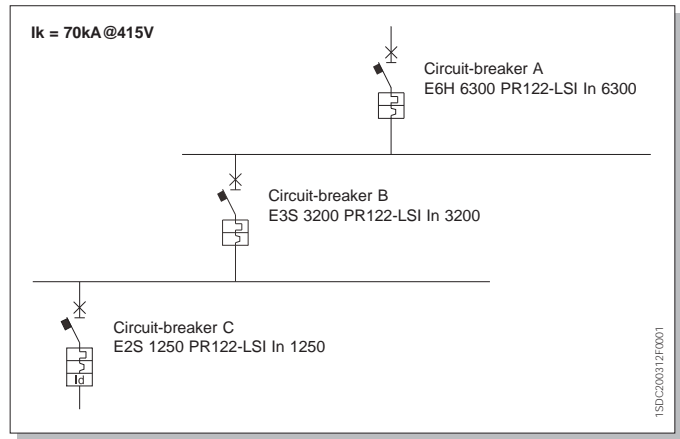 Ik = 70kA@415V
Circuit-breaker A
E6H 6300 PR122-LSI In 6300
Circuit-breaker B
E3S 3200 PR122-LSI In 3200
Circuit-breaker C
E2S 1250 PR122-LSI In 1250
Id
1SDC200312F0001